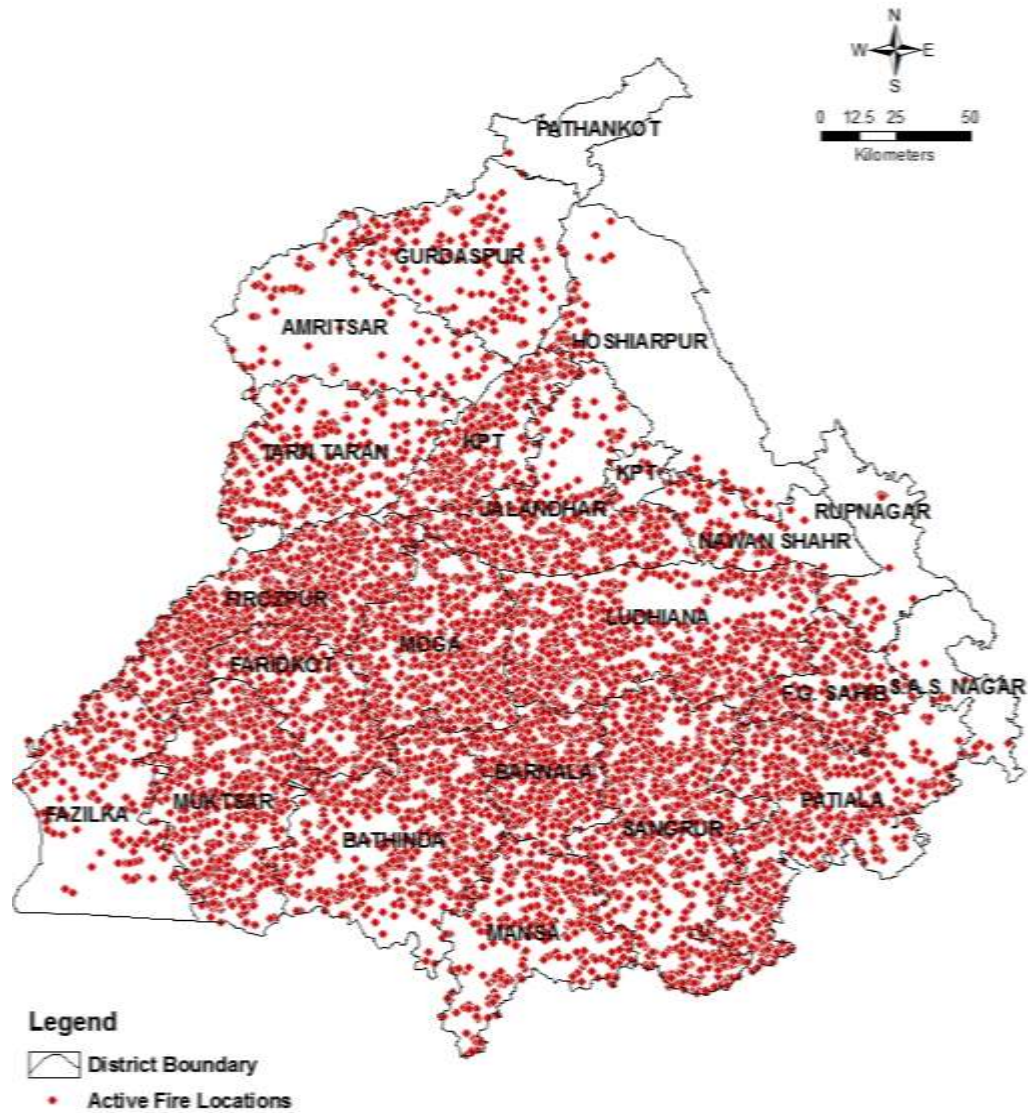 N
W E
S
0 12.5 25 50
Kilometers
PATHANKOT
GURDASPUR
AMRITSAR
HOSHIARPUR
TARN TARAN
KPT
KPT
JALANDHAR
RUPNAGAR
NAWAN SHAHR
FIROZPUR
LUDHIANA
MOGA
FARIDKOT
F.G. SAHIB
S.A.S. NAGAR
BARNALA
FAZILKA
MUKTSAR
PATIALA
SANGRUR
BATHINDA
MANSA
Legend
District Boundary
Active Fire Locations